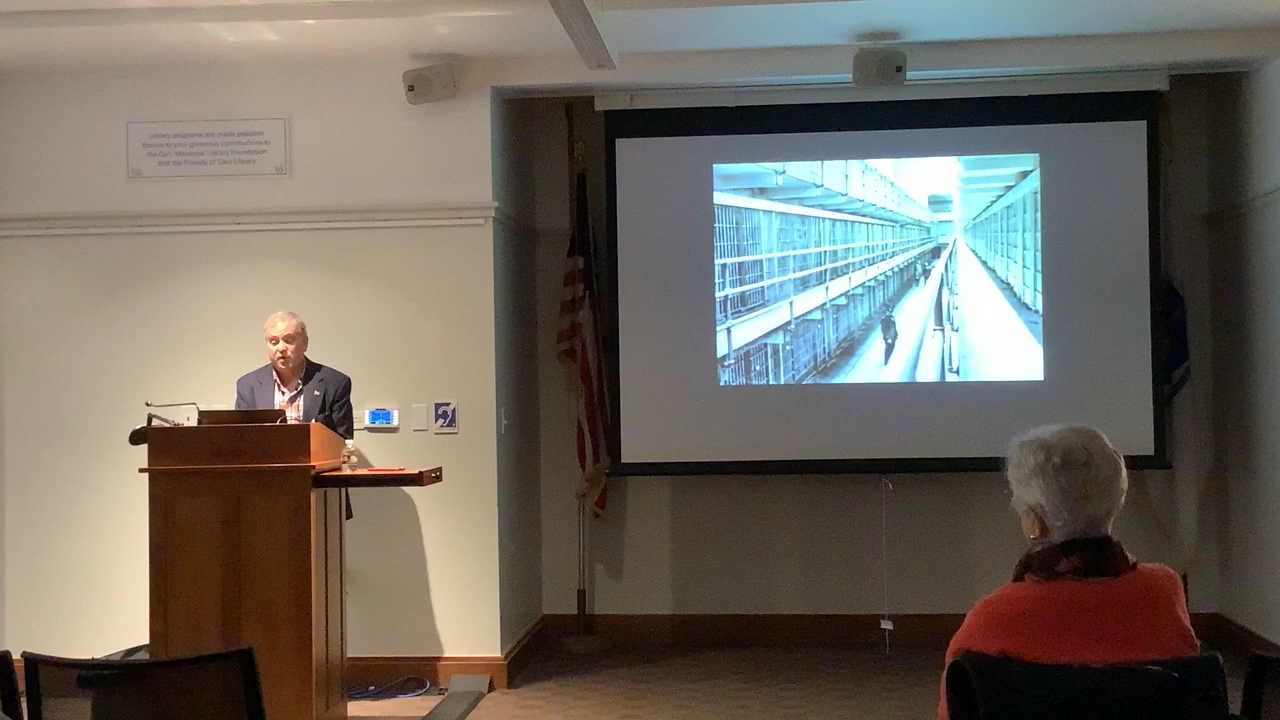 Library programs are made possible
thanks to your generous contributions to
the Cary Memorial Library Foundation
and the Friends of Cary Library